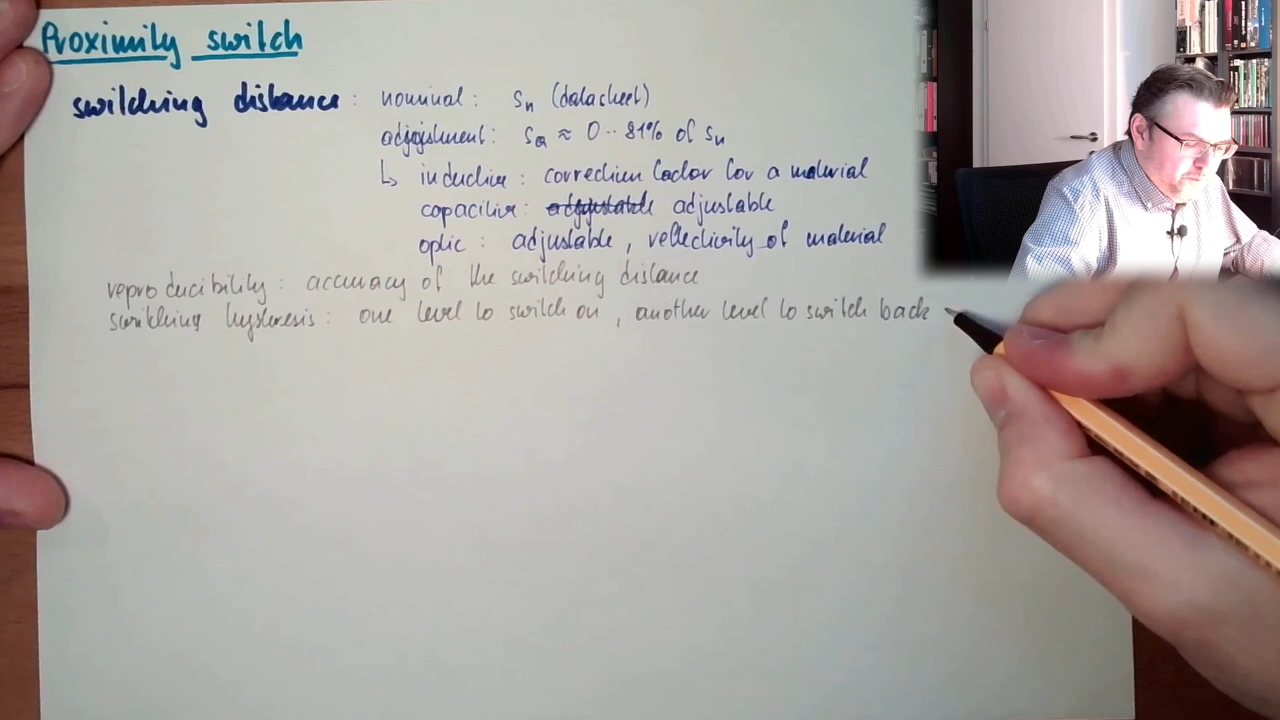 Proximity switch
switching distance: nominal: sn (datasheet)
adjustment: sa ≈ 0..81% of sn
↳ inductive: correction factor for a material
capacitive: adjustable
optic: adjustable, reflectivity of material
reproducibility: accuracy of the switching distance
switching hysteresis: one level to switch on, another level to switch back